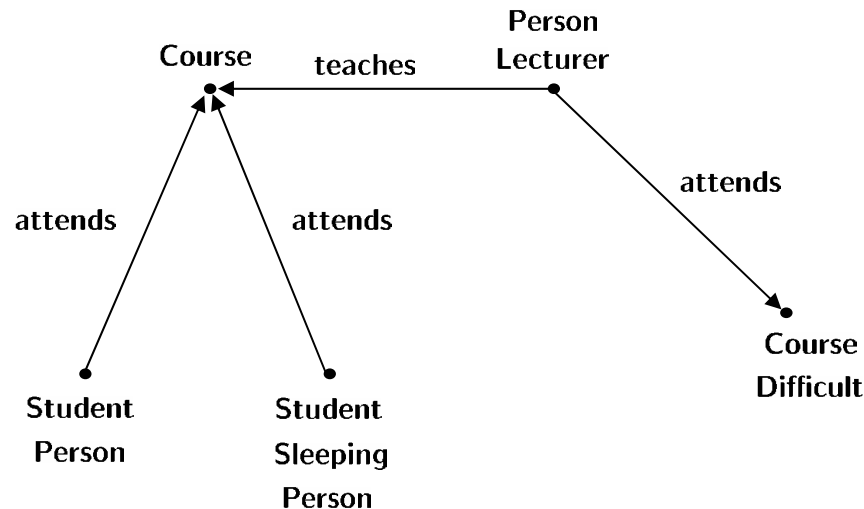 Person
Course
teaches
Lecturer
attends
attends
attends
Course
Difficult
Student
Person
Student
Sleeping
Person